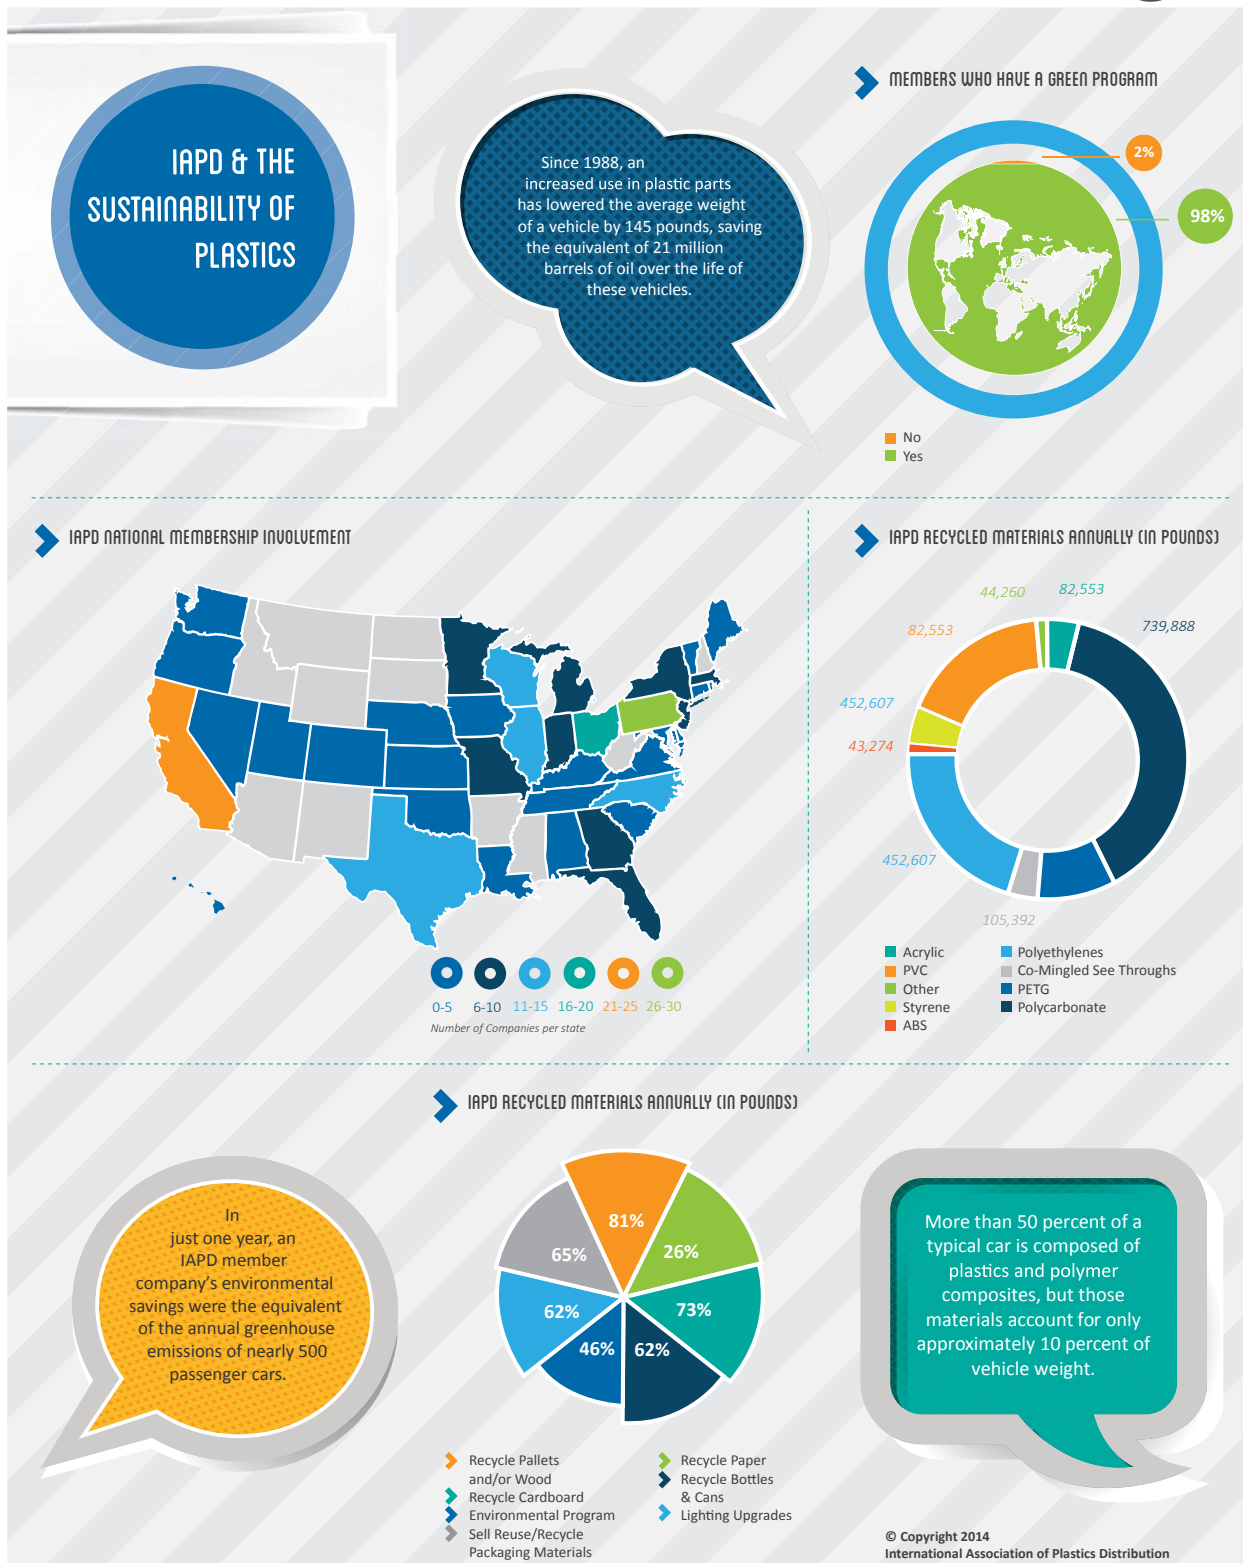 IAPD & THE
SUSTAINABILITY OF
PLASTICS
Since 1988, an
increased use in plastic parts
has lowered the average weight
of a vehicle by 145 pounds, saving
the equivalent of 21 million
barrels of oil over the life of
these vehicles.
MEMBERS WHO HAVE A GREEN PROGRAM
2%
98%
No
Yes
IAPD NATIONAL MEMBERSHIP INVOLVEMENT
0-5 6-10 11-15 16-20 21-25 26-30
Number of Companies per state
IAPD RECYCLED MATERIALS ANNUALLY (IN POUNDS)
44,260
82,553
82,553
739,888
452,607
43,274
452,607
105,392
Acrylic
PVC
Other
Styrene
ABS
Polyethylenes
Co-Mingled See Throughs
PETG
Polycarbonate
IAPD RECYCLED MATERIALS ANNUALLY (IN POUNDS)
In
just one year, an
IAPD member
company's environmental
savings were the equivalent
of the annual greenhouse
emissions of nearly 500
passenger cars.
81%
26%
65%
73%
62%
46%
62%
Recycle Pallets
and/or Wood
Recycle Cardboard
Environmental Program
Sell Reuse/Recycle
Packaging Materials
Recycle Paper
Recycle Bottles
& Cans
Lighting Upgrades
More than 50 percent of a
typical car is composed of
plastics and polymer
composites, but those
materials account for only
approximately 10 percent of
vehicle weight.
© Copyright 2014
International Association of Plastics Distribution